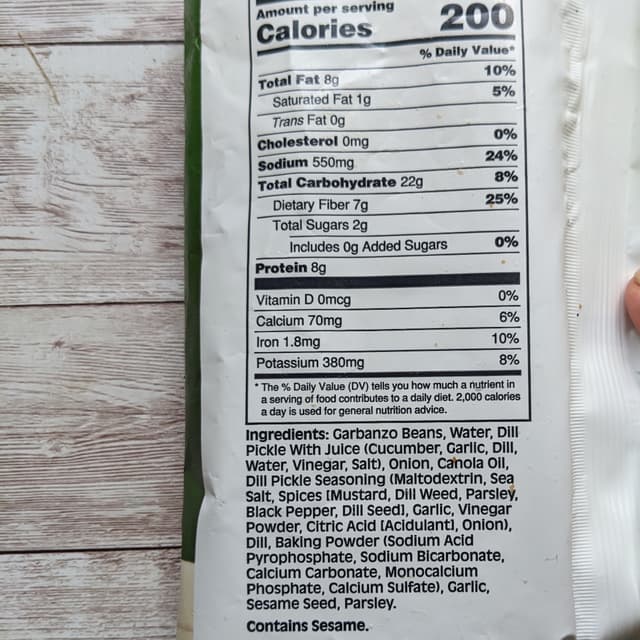 Amount per serving
Calories 200
% Daily Value*
Total Fat 8g 10%
Saturated Fat 1g 5%
Trans Fat 0g
Cholesterol 0mg 0%
Sodium 550mg 24%
Total Carbohydrate 22g 8%
Dietary Fiber 7g 25%
Total Sugars 2g
Includes 0g Added Sugars 0%
Protein 8g
Vitamin D 0mcg 0%
Calcium 70mg 6%
Iron 1.8mg 10%
Potassium 380mg 8%
* The % Daily Value (DV) tells you how much a nutrient in
a serving of food contributes to a daily diet. 2,000 calories
a day is used for general nutrition advice.
Ingredients: Garbanzo Beans, Water, Dill
Pickle With Juice (Cucumber, Garlic, Dill,
Water, Vinegar, Salt), Onion, Canola Oil,
Dill Pickle Seasoning (Maltodextrin, Sea
Salt, Spices [Mustard, Dill Weed, Parsley,
Black Pepper, Dill Seed], Garlic, Vinegar
Powder, Citric Acid [Acidulant], Onion),
Dill, Baking Powder (Sodium Acid
Pyrophosphate, Sodium Bicarbonate,
Calcium Carbonate, Monocalcium
Phosphate, Calcium Sulfate), Garlic,
Sesame Seed, Parsley.
Contains Sesame.